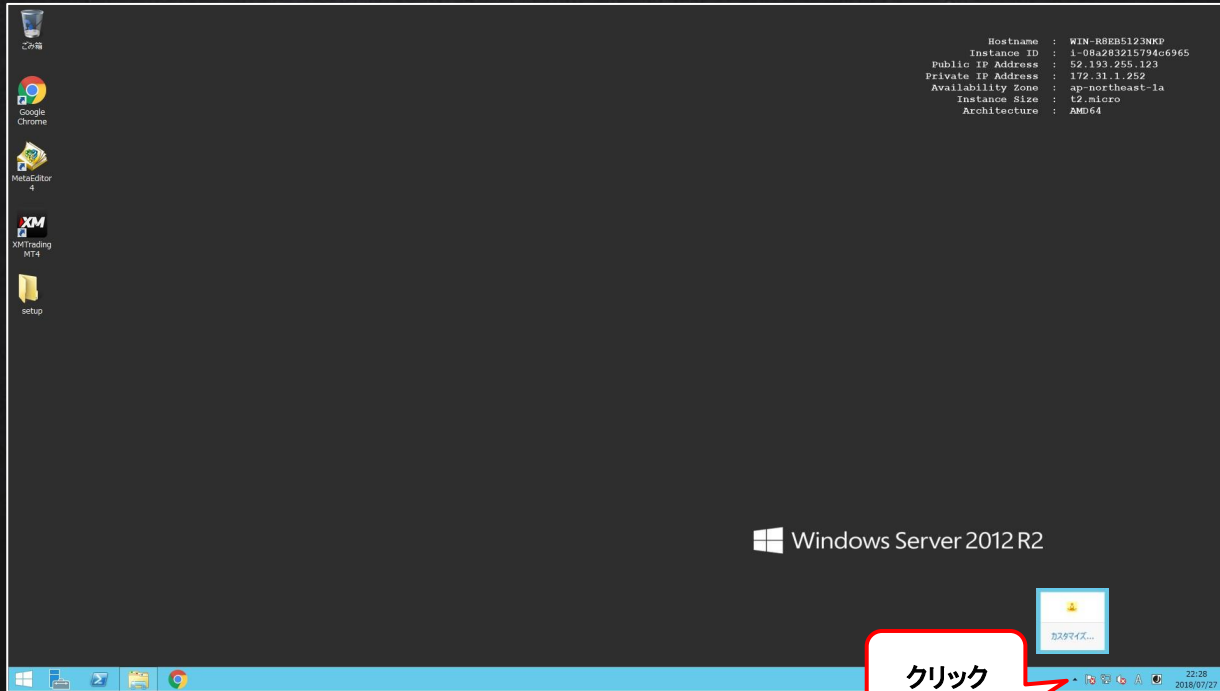 ごみ箱
Google
Chrome
MetaEditor
4
XM
XMTrading
MT4
setup
Hostname : WIN-R8EB5123NKP
Instance ID : i-08a283215794c6965
Public IP Address : 52.193.255.123
Private IP Address : 172.31.1.252
Availability Zone : ap-northeast-1a
Instance Size : t2.micro
Architecture : AMD64
Windows Server 2012 R2
カスタマイズ...
クリック
A
22:28
2018/07/27